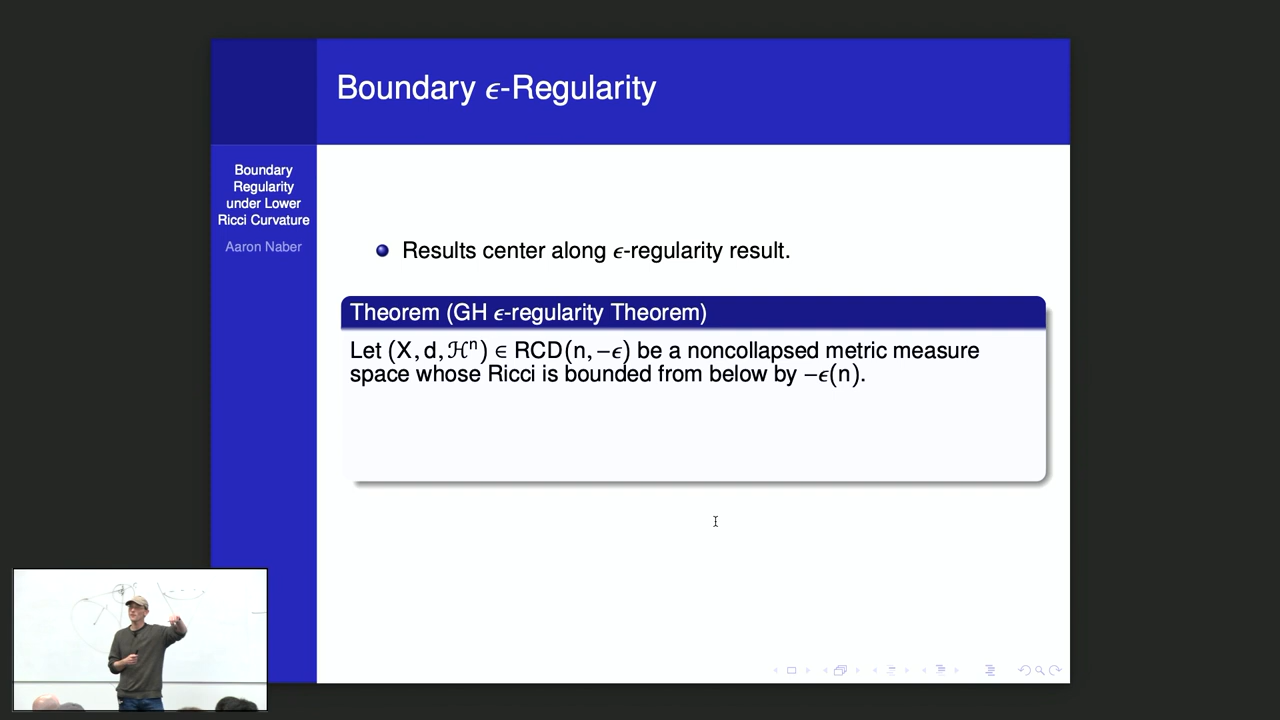 Boundary ϵ-Regularity
Boundary
Regularity
under Lower
Ricci Curvature
Aaron Naber
Results center along ϵ-regularity result.
Theorem (GH ϵ-regularity Theorem)
Let (X, d, ℋⁿ) ∈ RCD(n, −ϵ) be a noncollapsed metric measure
space whose Ricci is bounded from below by −ϵ(n).